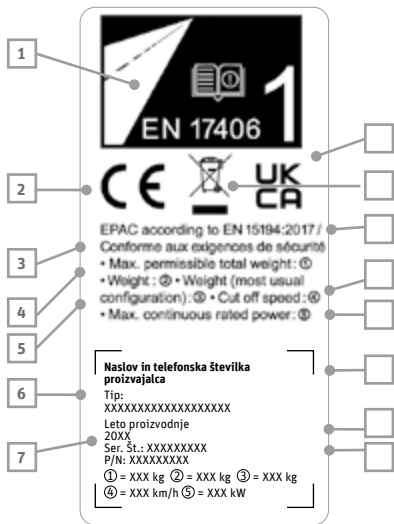 1
EN 17406
1
2
CE
UK
CA
EPAC according to EN 15194:2017 /
3
Conforme aux exigences de sécurité
4
• Max. permissible total weight: ①
• Weight : ② • Weight (most usual
5
configuration): ③ • Cut off speed: ④
• Max. continuous rated power: ⑤
Naslov in telefonska številka
proizvajalca
6
Tip:
XXXXXXXXXXXXXXXXXXX
Leto proizvodnje
7
20XX
Ser. Št.: XXXXXXXXX
P/N: XXXXXXXXX
① = XXX kg ② = XXX kg ③ = XXX kg
④ = XXX km/h ⑤ = XXX kW